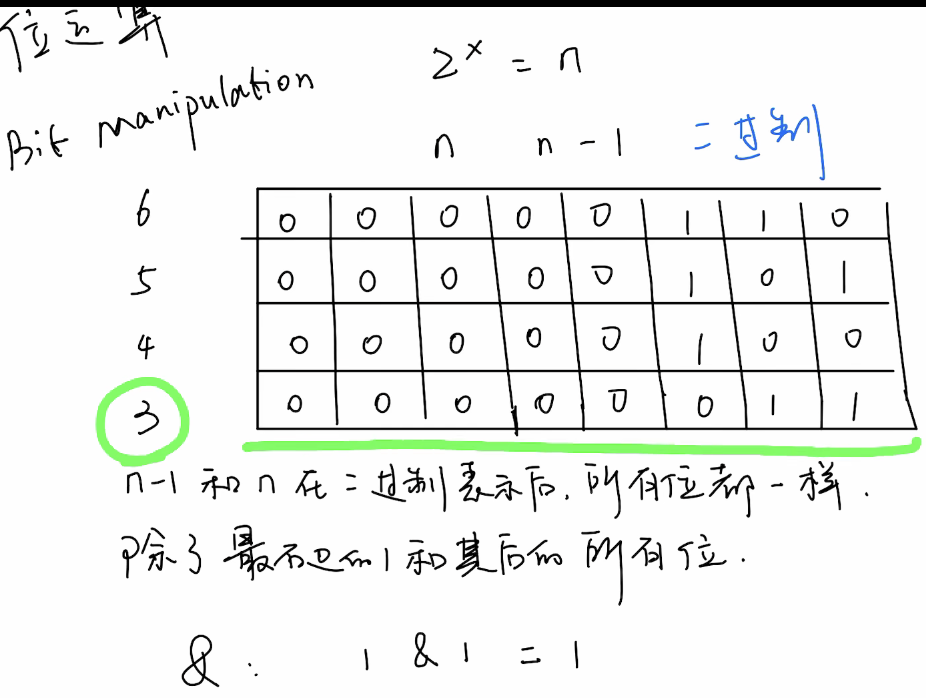 位运算
2ˣ = n
Bit manipulation
n n - 1 二进制
6 0 0 0 0 0 1 1 0
5 0 0 0 0 0 1 0 1
4 0 0 0 0 0 1 0 0
3 0 0 0 0 0 0 1 1
n-1 和 n 在二进制表示后, 所有位都一样.
除了最右边的1和其后的所有位.
&: 1 & 1 = 1